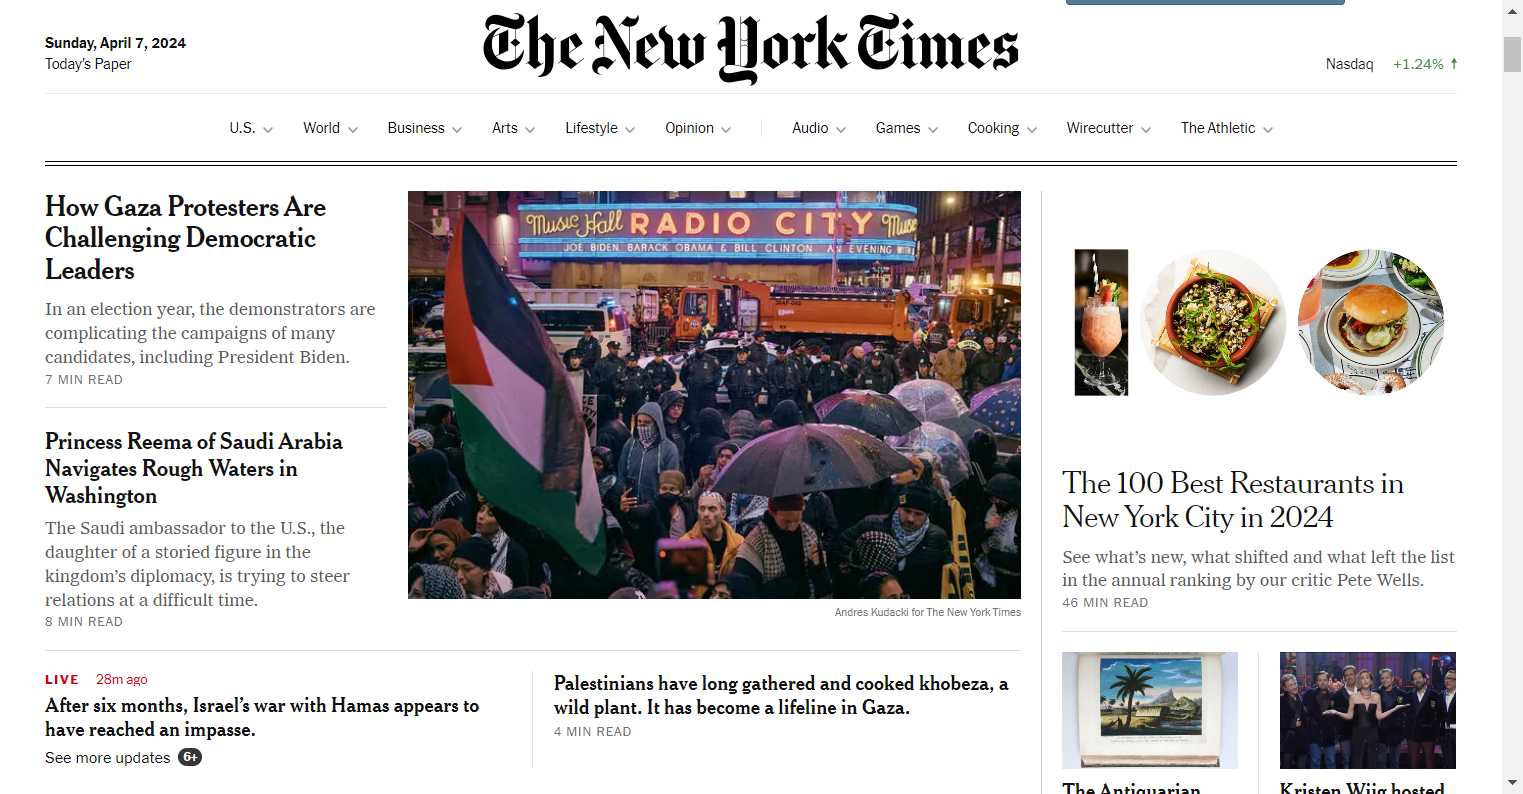 The New York Times
Sunday, April 7, 2024
Today's Paper
Nasdaq +1.24% ↑
U.S. World Business Arts Lifestyle Opinion Audio Games Cooking Wirecutter The Athletic
How Gaza Protesters Are
Challenging Democratic
Leaders
In an election year, the demonstrators are
complicating the campaigns of many
candidates, including President Biden.
7 MIN READ
Princess Reema of Saudi Arabia
Navigates Rough Waters in
Washington
The Saudi ambassador to the U.S., the
daughter of a storied figure in the
kingdom's diplomacy, is trying to steer
relations at a difficult time.
8 MIN READ
Music Hall RADIO CITY Music
JOE BIDEN BARACK OBAMA & BILL CLINTON AN EVENING
Andres Kudacki for The New York Times
LIVE 28m ago
After six months, Israel's war with Hamas appears to
have reached an impasse.
See more updates 6+
Palestinians have long gathered and cooked khobeza, a
wild plant. It has become a lifeline in Gaza.
4 MIN READ
The 100 Best Restaurants in
New York City in 2024
See what's new, what shifted and what left the list
in the annual ranking by our critic Pete Wells.
46 MIN READ
The Antiquarian
Kristen Wiig hosted